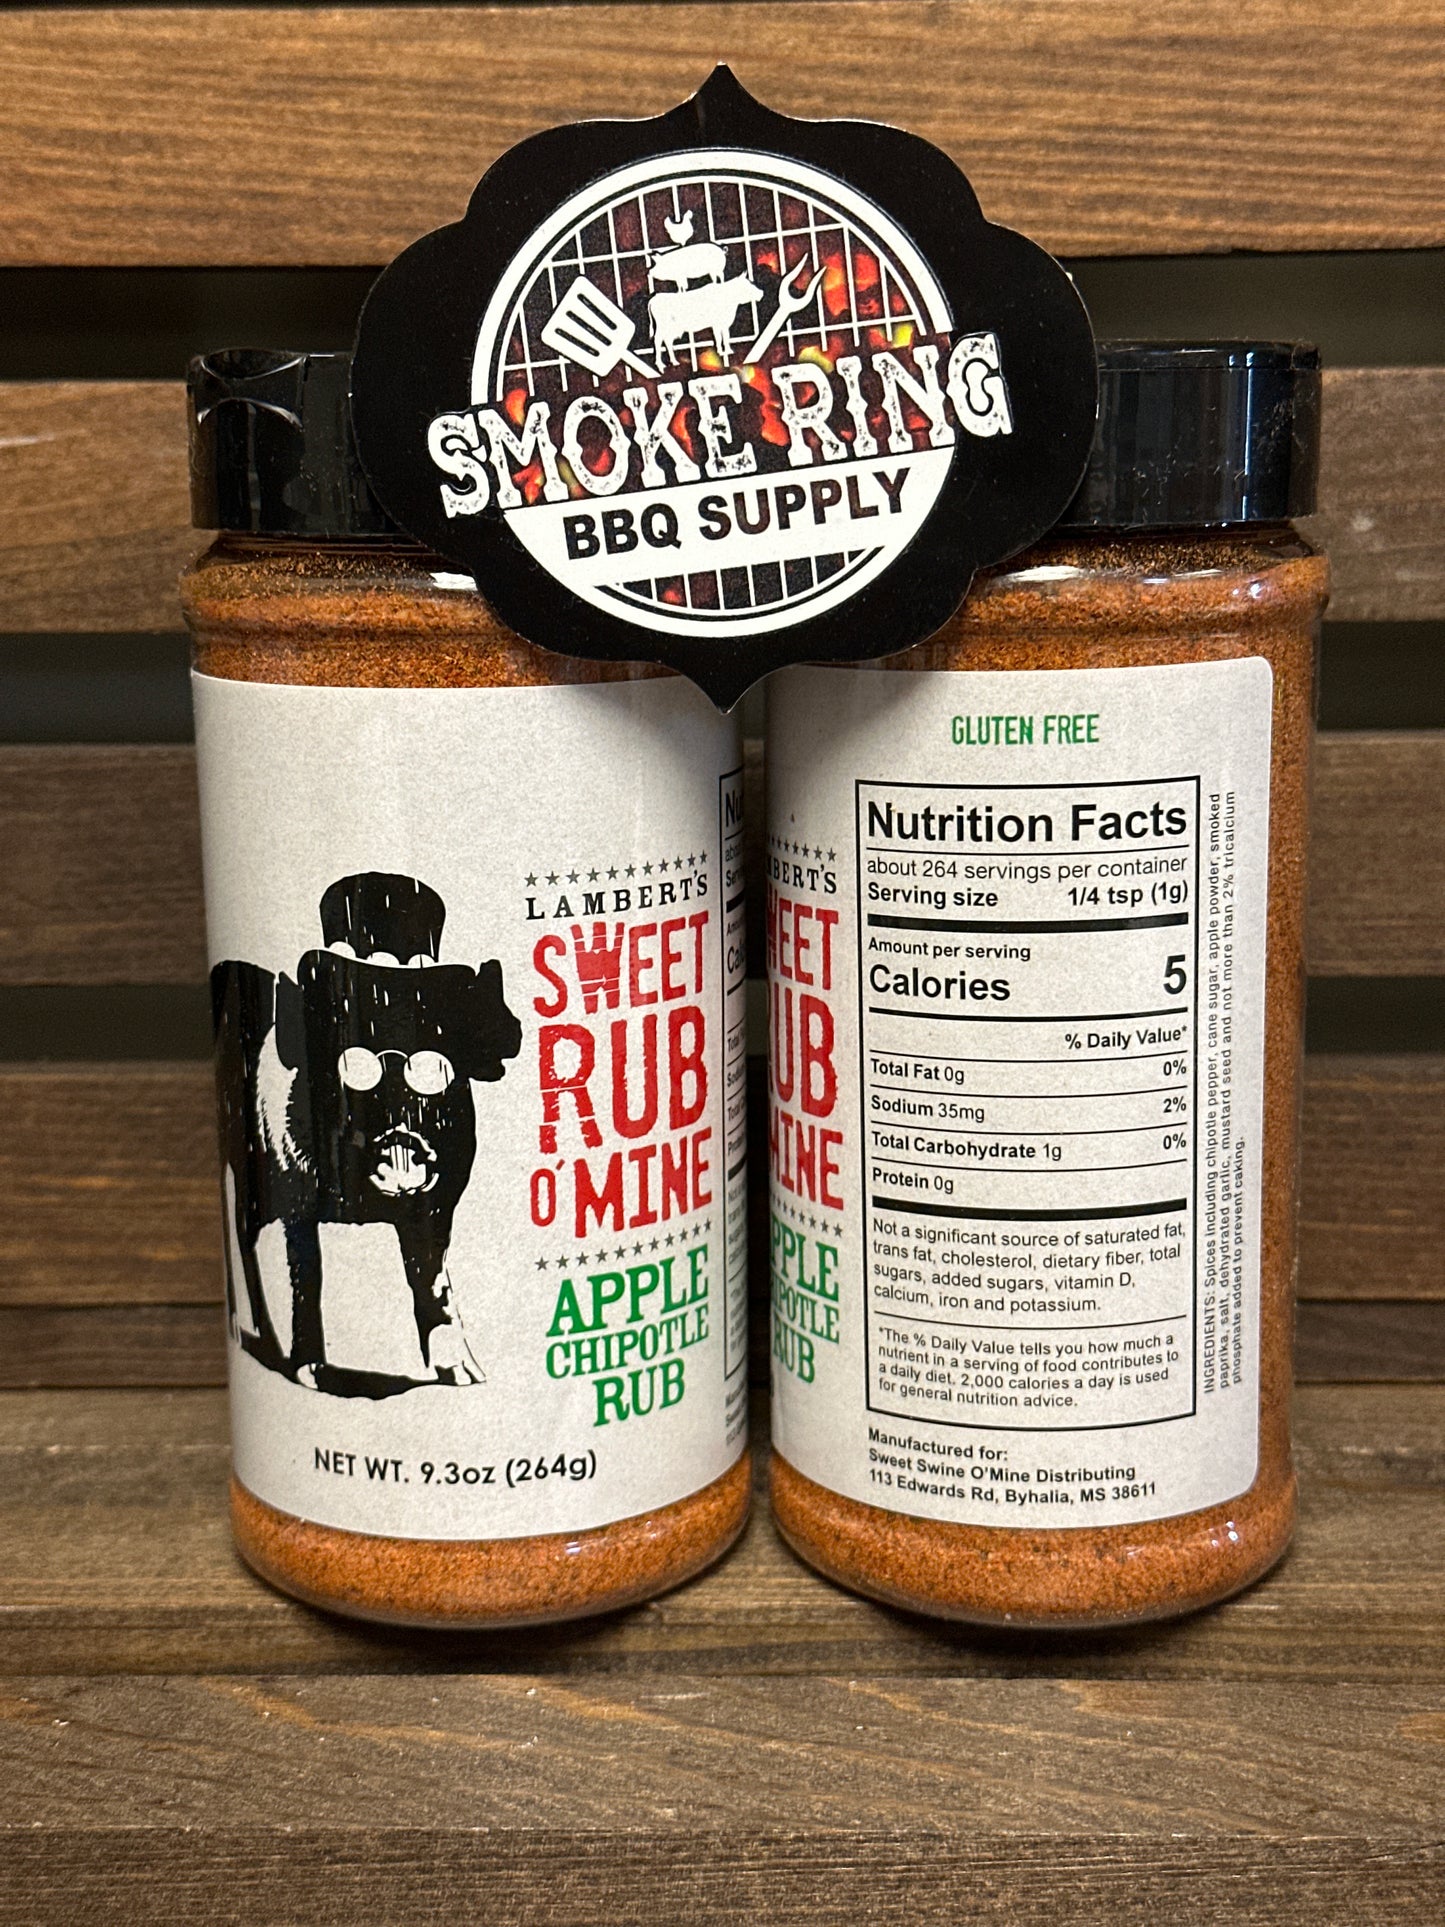 SMOKE RING
BBQ SUPPLY
LAMBERT'S
SWEET
RUB
O'MINE
APPLE
CHIPOTLE
RUB
NET WT. 9.3oz (264g)
GLUTEN FREE
Nutrition Facts
about 264 servings per container
Serving size 1/4 tsp (1g)
Amount per serving
Calories 5
% Daily Value*
Total Fat 0g 0%
Sodium 35mg 2%
Total Carbohydrate 1g 0%
Protein 0g
Not a significant source of saturated fat,
trans fat, cholesterol, dietary fiber, total
sugars, added sugars, vitamin D,
calcium, iron and potassium.
*The % Daily Value tells you how much a
nutrient in a serving of food contributes to
a daily diet. 2,000 calories a day is used
for general nutrition advice.
Manufactured for:
Sweet Swine O'Mine Distributing
113 Edwards Rd, Byhalia, MS 38611
INGREDIENTS: Spices including chipotle pepper, cane sugar, apple powder, smoked
paprika, salt, dehydrated garlic, mustard seed and not more than 2% tricalcium
phosphate added to prevent caking.